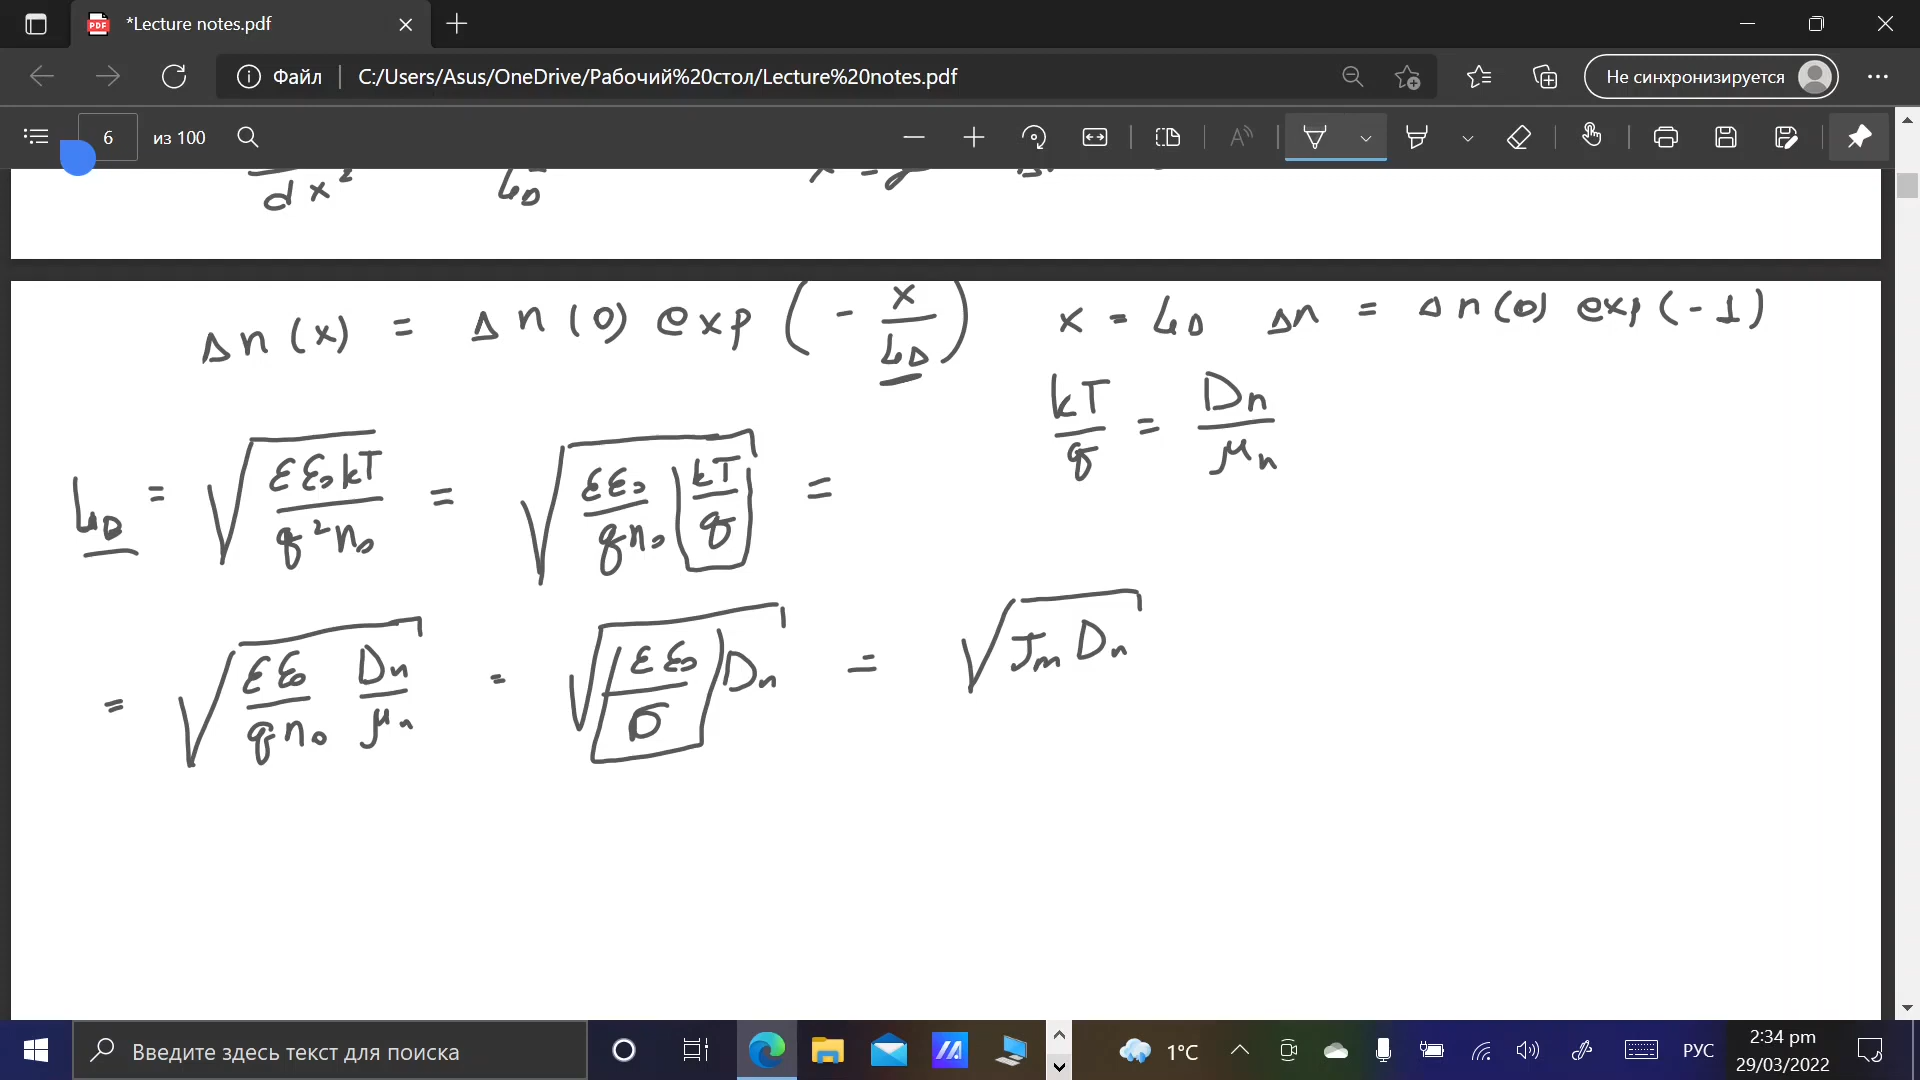 *Lecture notes.pdf
Файл C:/Users/Asus/OneDrive/Рабочий%20стол/Lecture%20notes.pdf Не синхронизируется
6 из 100
dx² L_D
Δn(x) = Δn(0) exp(-x/L_D) x = L_D Δn = Δn(0) exp(-1)
kT/q = D_n/μ_n
L_D = √(εε₀kT/q²n₀) = √(εε₀/qn₀ (kT/q)) =
= √(εε₀/qn₀ D_n/μ_n) = √((εε₀/σ)D_n) = √(τ_m D_n)
Введите здесь текст для поиска
1°C
РУС
2:34 pm
29/03/2022